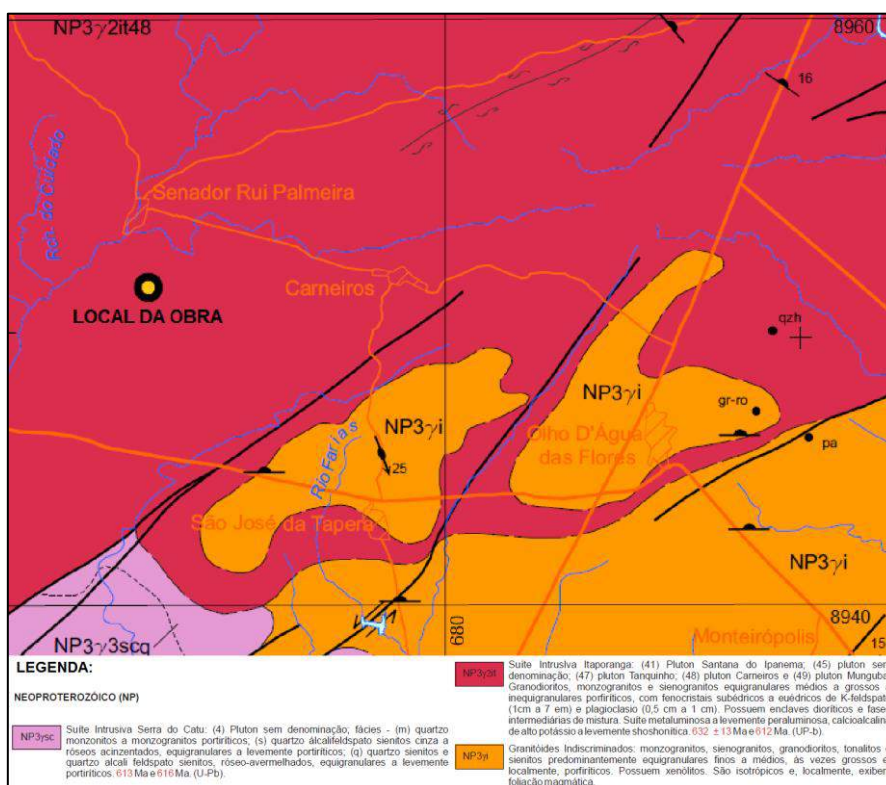 NP3γ2it48
8960
16
Rch. do Cuidado
Senador Rui Palmeira
Carneiros
LOCAL DA OBRA
qzh
NP3γi
gr-ro
NP3γi
Olho D'Água
das Flores
pa
25
Rio Farias
São José da Tapera
NP3γi
NP3γ3scq
680
8940
Monteirópolis
15
LEGENDA:
NEOPROTEROZÓICO (NP)
NP3γsc
Suíte Intrusiva Serra do Catu: (4) Pluton sem denominação; fácies - (m) quartzo
monzonitos a monzogranitos portiríticos; (s) quartzo álcalifeldspato sienitos cinza a
róseos acinzentados, equigranulares a levemente portiríticos; (q) quartzo sienitos e
quartzo alcali feldspato sienitos, róseo-avermelhados, equigranulares a levemente
portiríticos. 613 Ma e 616 Ma. (U-Pb).
Suíte Intrusiva Itaporanga: (41) Pluton Santana do Ipanema; (45) pluton sem
denominação; (47) pluton Tanquinho; (48) pluton Carneiros e (49) pluton Munguba.
Granodioritos, monzogranitos e sienogranitos equigranulares médios a grossos a
inequigranulares porfiríticos, com fenocristais subédricos a euédricos de K-feldspato
(1cm a 7 em) e plagioclasio (0,5 cm a 1 cm). Possuem enclaves dioríticos e fases
intermediárias de mistura. Suíte metaluminosa a levemente peraluminosa, calcioalcalina
de alto potássio a levemente shoshonítica. 632 ± 13 Ma e 612 Ma. (UP-b).
NP3γi
Granitóides Indiscriminados: monzogranitos, sienogranitos, granodioritos, tonalitos e
sienitos predominantemente equigranulares finos a médios, às vezes grossos e,
localmente, porfiríticos. Possuem xenólitos. São isotrópicos e, localmente, exibem
foliação magmática.